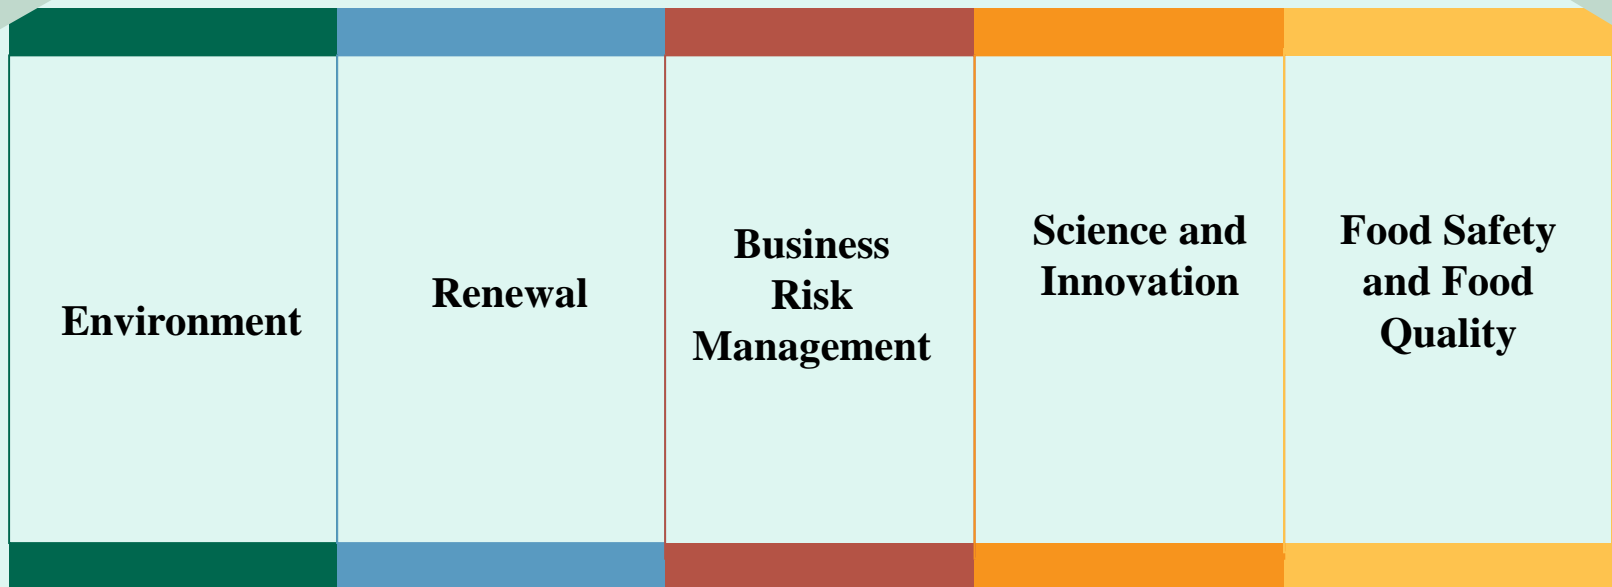 Environment
Renewal
Business
Risk
Management
Science and
Innovation
Food Safety
and Food
Quality